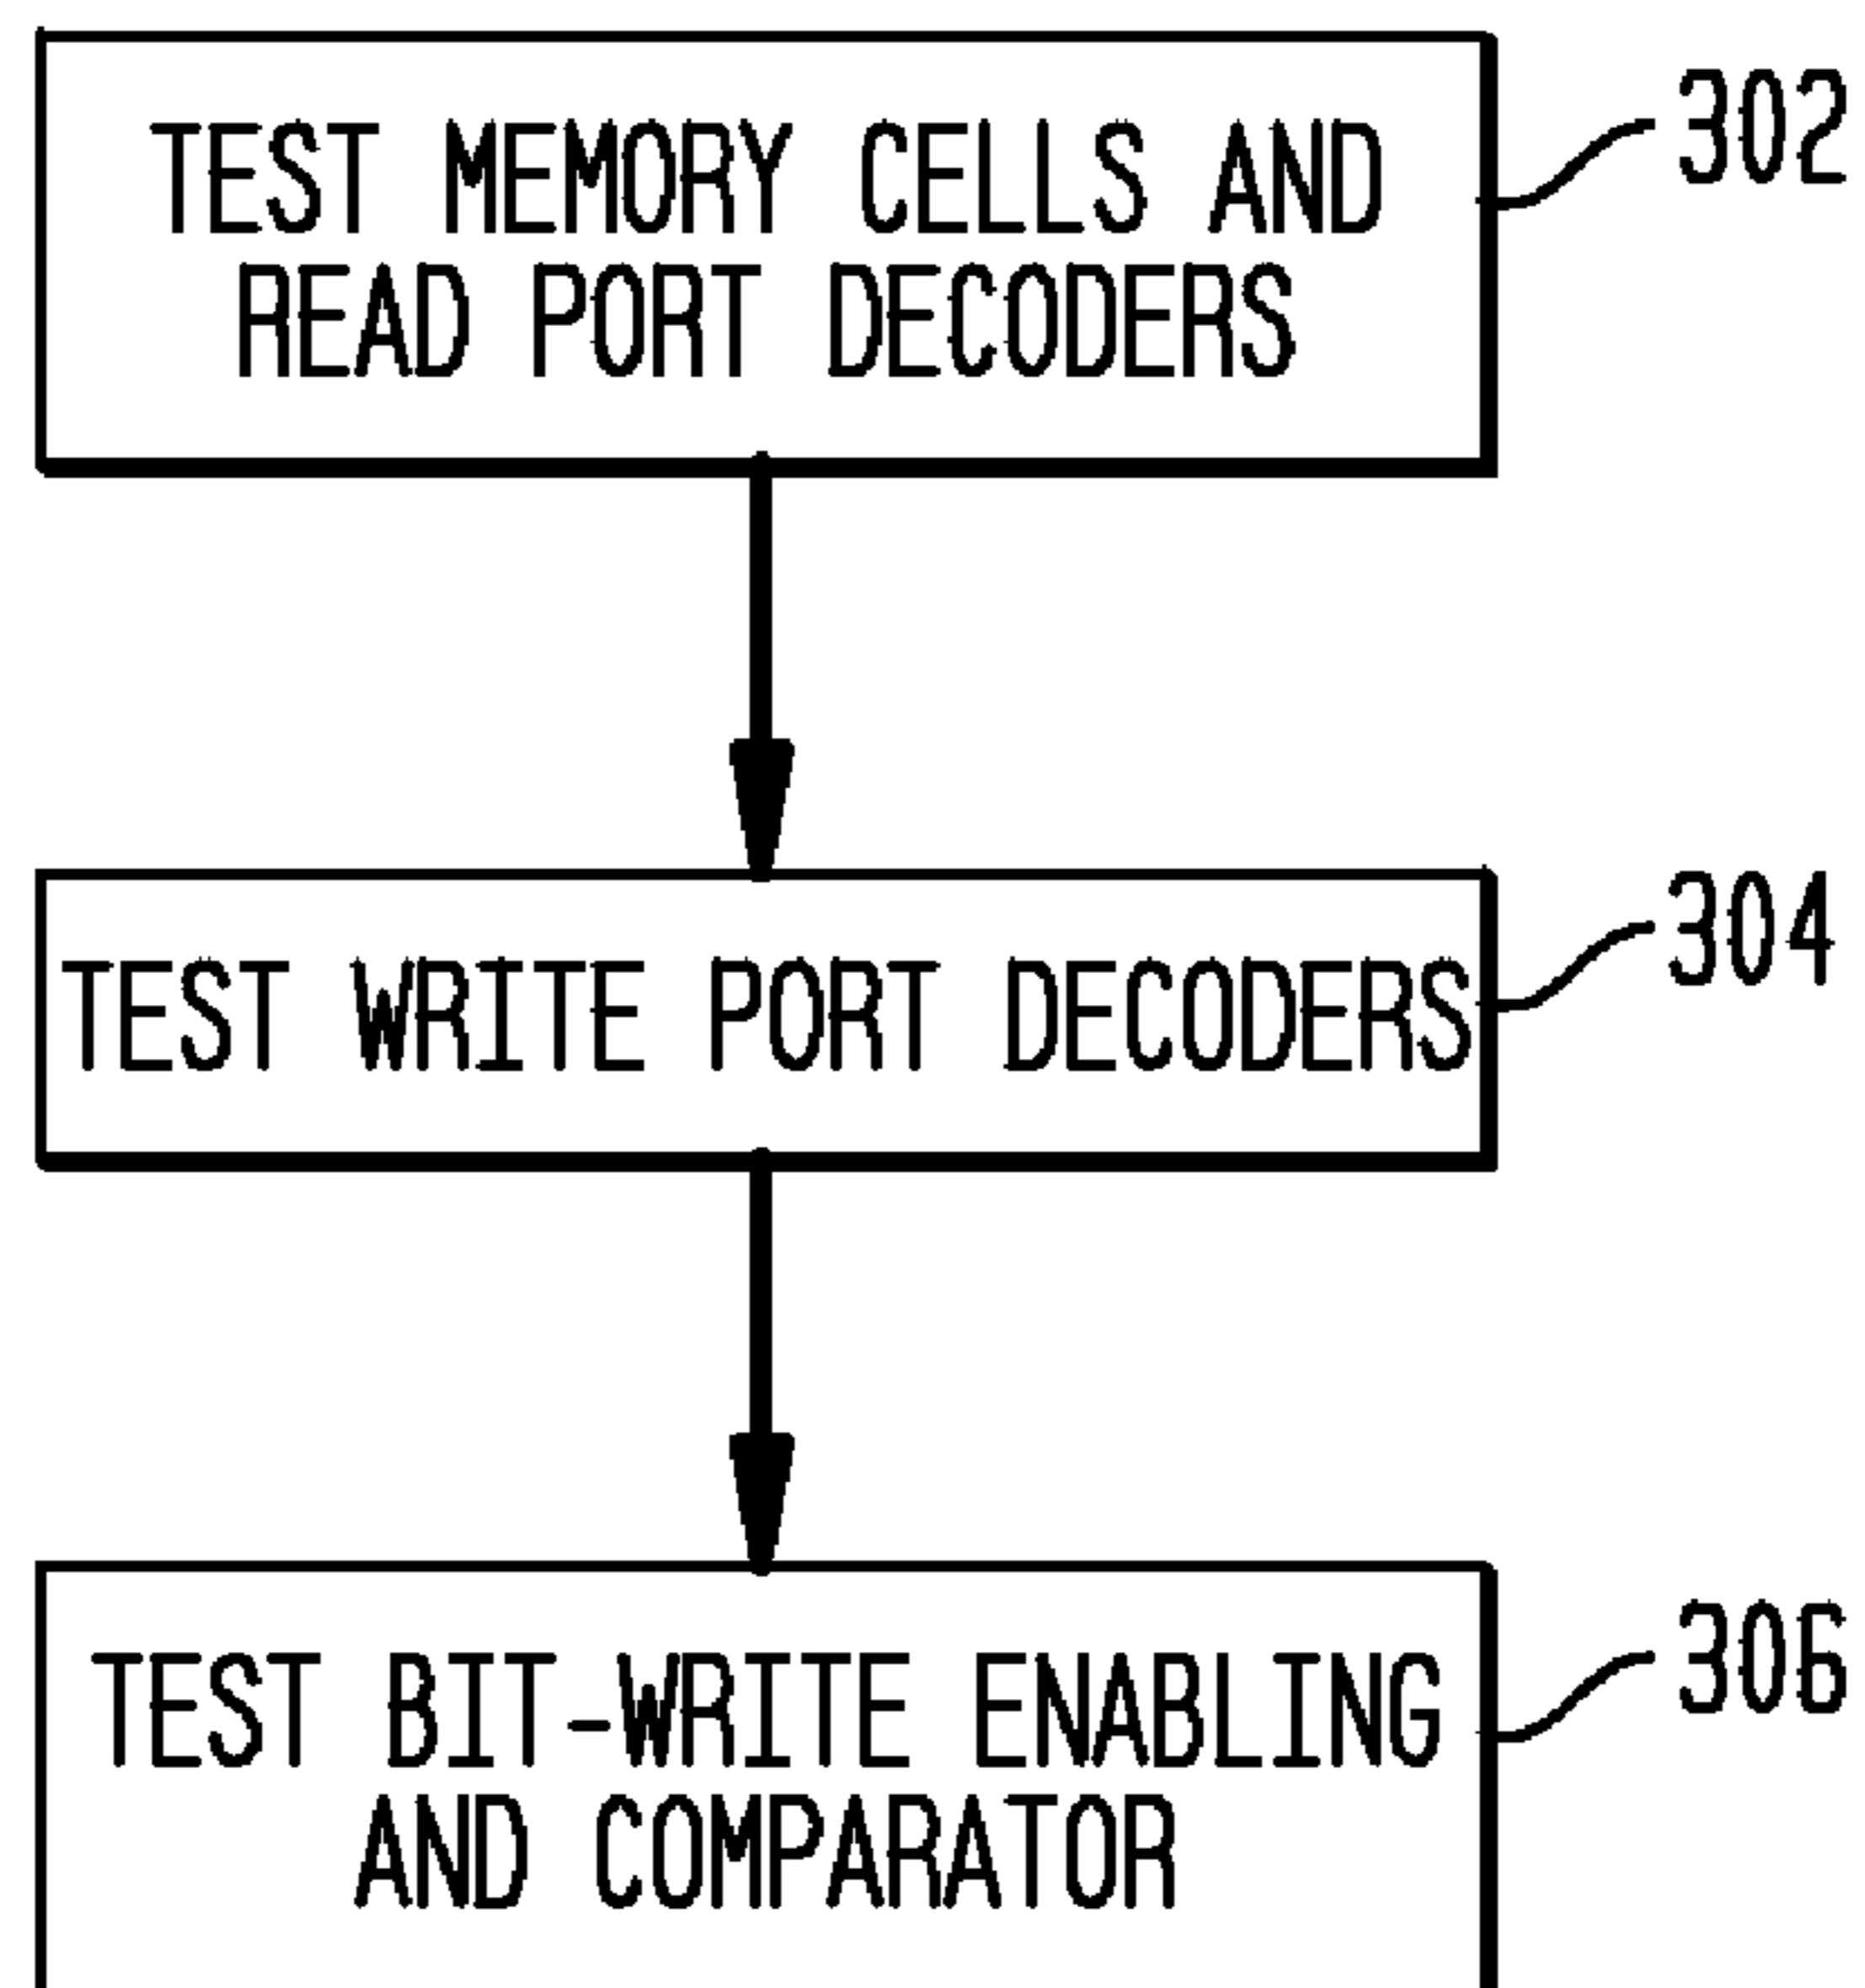 TEST MEMORY CELLS AND
READ PORT DECODERS
302
TEST WRITE PORT DECODERS
304
TEST BIT-WRITE ENABLING
AND COMPARATOR
306